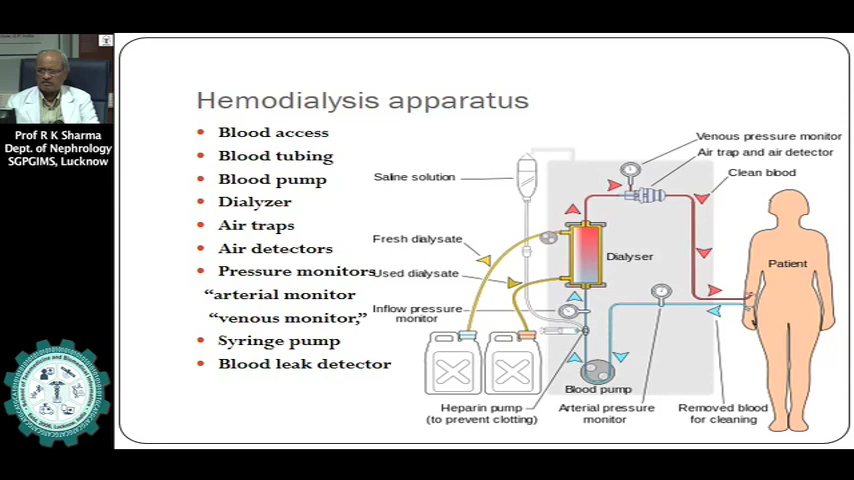 Prof R K Sharma
Dept. of Nephrology
SGPGIMS, Lucknow
Hemodialysis apparatus
Blood access
Blood tubing
Blood pump
Dialyzer
Air traps
Air detectors
Pressure monitors
“arterial monitor
“venous monitor,”
Syringe pump
Blood leak detector
Venous pressure monitor
Air trap and air detector
Clean blood
Saline solution
Fresh dialysate
Used dialysate
Dialyser
Patient
Inflow pressure
monitor
Blood pump
Heparin pump
(to prevent clotting)
Arterial pressure
monitor
Removed blood
for cleaning